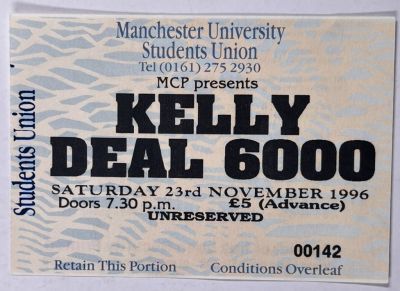 Manchester University
Students Union
Tel (0161) 275 2930
MCP presents
KELLY
DEAL 6000
SATURDAY 23rd NOVEMBER 1996
Doors 7.30 p.m. £5 (Advance)
UNRESERVED
00142
Retain This Portion Conditions Overleaf
Students Union